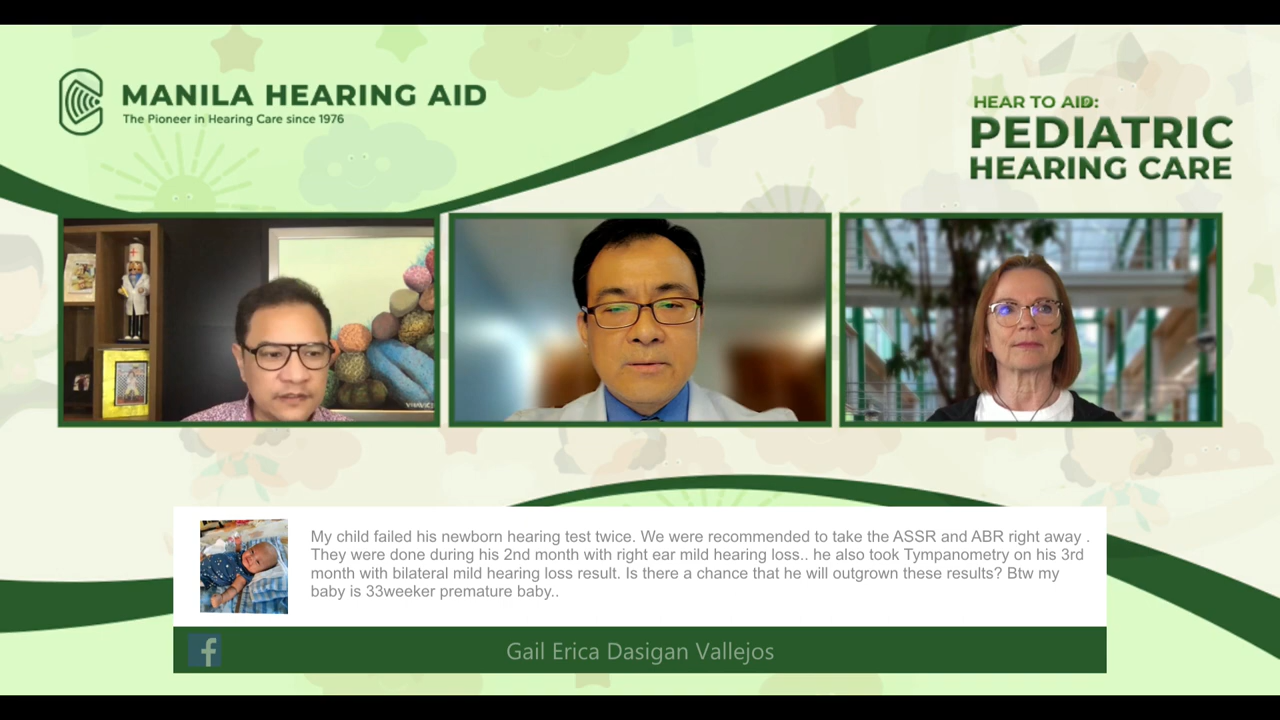 MANILA HEARING AID
The Pioneer in Hearing Care since 1976
HEAR TO AID:
PEDIATRIC
HEARING CARE
My child failed his newborn hearing test twice. We were recommended to take the ASSR and ABR right away .
They were done during his 2nd month with right ear mild hearing loss.. he also took Tympanometry on his 3rd
month with bilateral mild hearing loss result. Is there a chance that he will outgrown these results? Btw my
baby is 33weeker premature baby..
Gail Erica Dasigan Vallejos